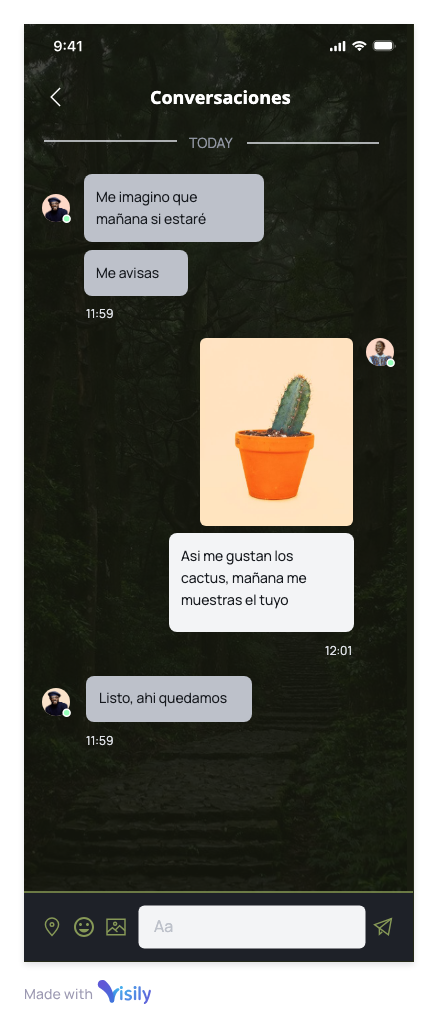 9:41
Conversaciones
TODAY
Me imagino que
mañana si estaré
Me avisas
11:59
Asi me gustan los
cactus, mañana me
muestras el tuyo
12:01
Listo, ahi quedamos
11:59
Aa
Made with Visily